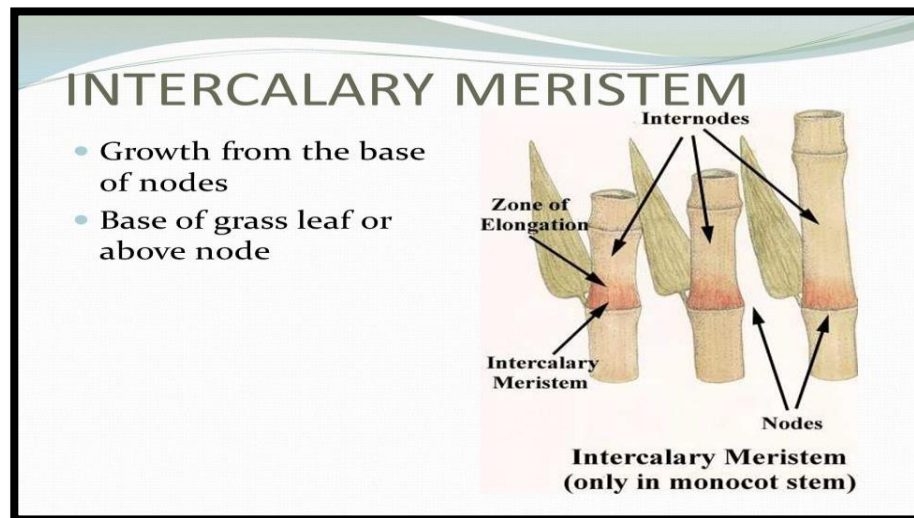 INTERCALARY MERISTEM
• Growth from the base
of nodes
• Base of grass leaf or
above node
Internodes
Zone of
Elongation
Intercalary
Meristem
Nodes
Intercalary Meristem
(only in monocot stem)